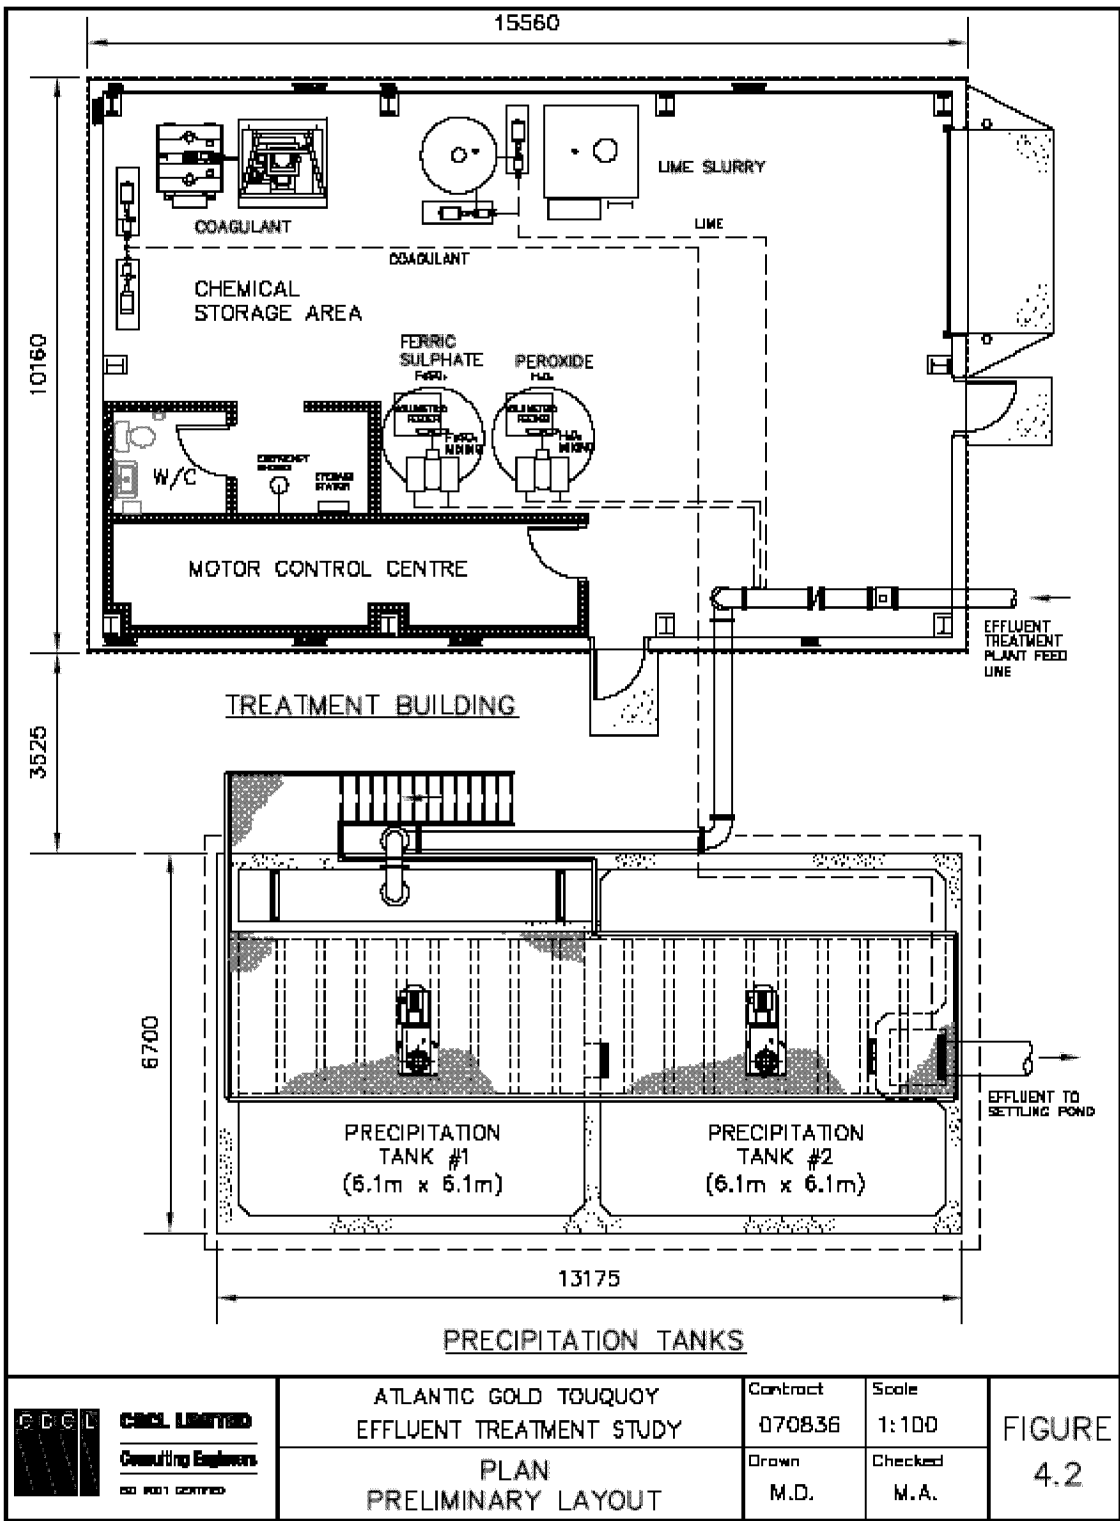 15560
LIME SLURRY
COAGULANT
LIME
COAGULANT
CHEMICAL
STORAGE AREA
10160
FERRIC
SULPHATE
PEROXIDE
W/C
MOTOR CONTROL CENTRE
EFFLUENT
TREATMENT
PLANT FEED
LINE
TREATMENT BUILDING
3525
6700
EFFLUENT TO
SETTLING POND
PRECIPITATION
TANK #1
(6.1m x 6.1m)
PRECIPITATION
TANK #2
(6.1m x 6.1m)
13175
PRECIPITATION TANKS
CBCL LIMITED
Consulting Engineers
ISO 9001 CERTIFIED
ATLANTIC GOLD TOUQUOY
EFFLUENT TREATMENT STUDY
PLAN
PRELIMINARY LAYOUT
Contract
070836
Scale
1:100
Drawn
M.D.
Checked
M.A.
FIGURE
4.2